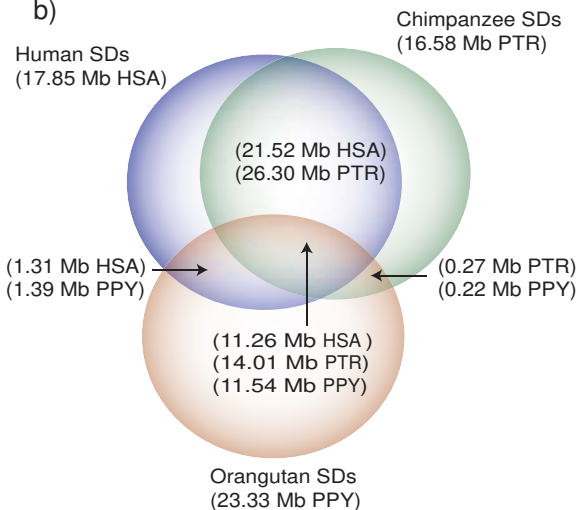 b)
Chimpanzee SDs
(16.58 Mb PTR)
Human SDs
(17.85 Mb HSA)
(21.52 Mb HSA)
(26.30 Mb PTR)
(1.31 Mb HSA)
(1.39 Mb PPY)
(0.27 Mb PTR)
(0.22 Mb PPY)
(11.26 Mb HSA )
(14.01 Mb PTR)
(11.54 Mb PPY)
Orangutan SDs
(23.33 Mb PPY)